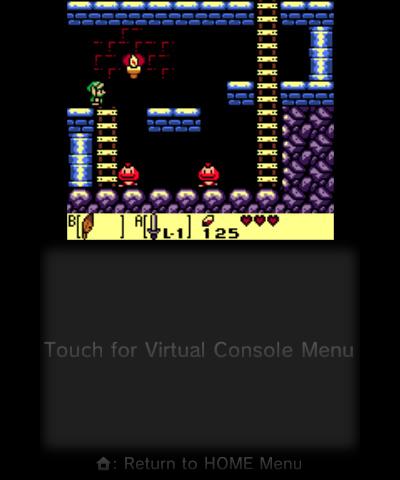 B[ ] A[ L-1] 125
Touch for Virtual Console Menu
: Return to HOME Menu